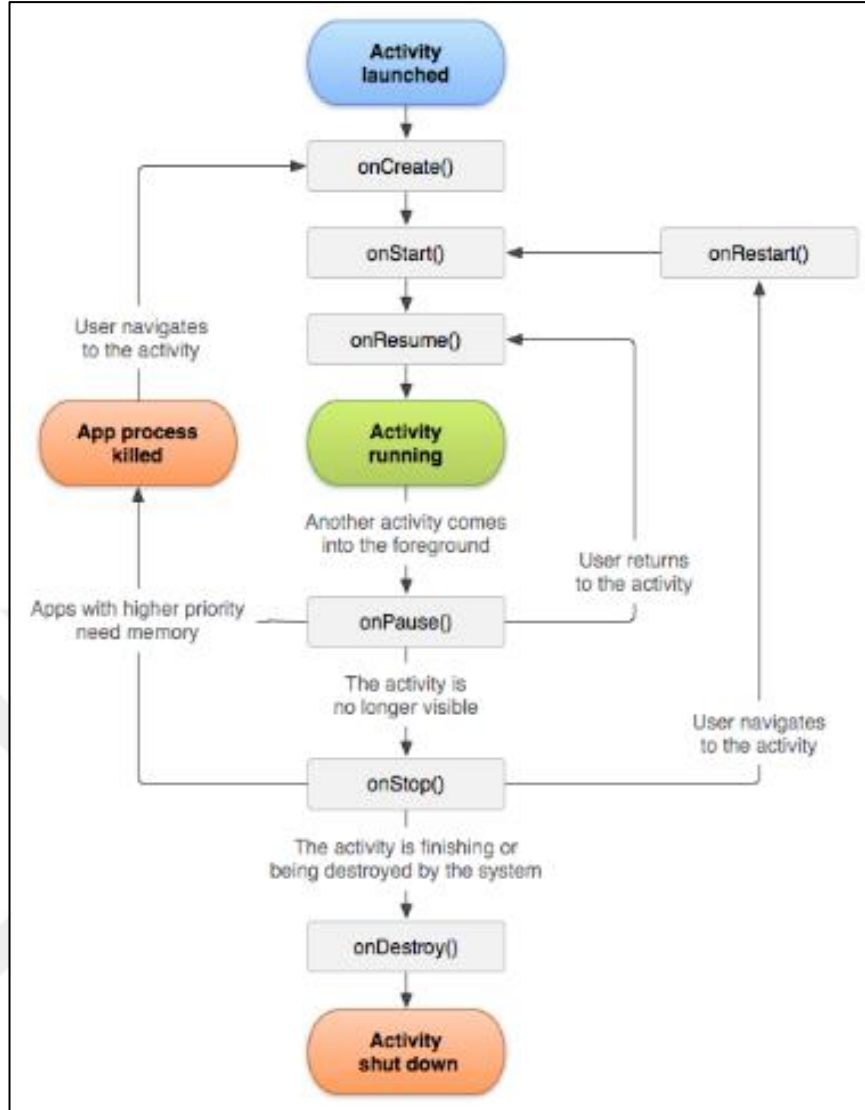 Activity
launched
onCreate()
onStart()
onRestart()
onResume()
User navigates
to the activity
App process
killed
Activity
running
Another activity comes
into the foreground
User returns
to the activity
Apps with higher priority
need memory
onPause()
The activity is
no longer visible
User navigates
to the activity
onStop()
The activity is finishing or
being destroyed by the system
onDestroy()
Activity
shut down